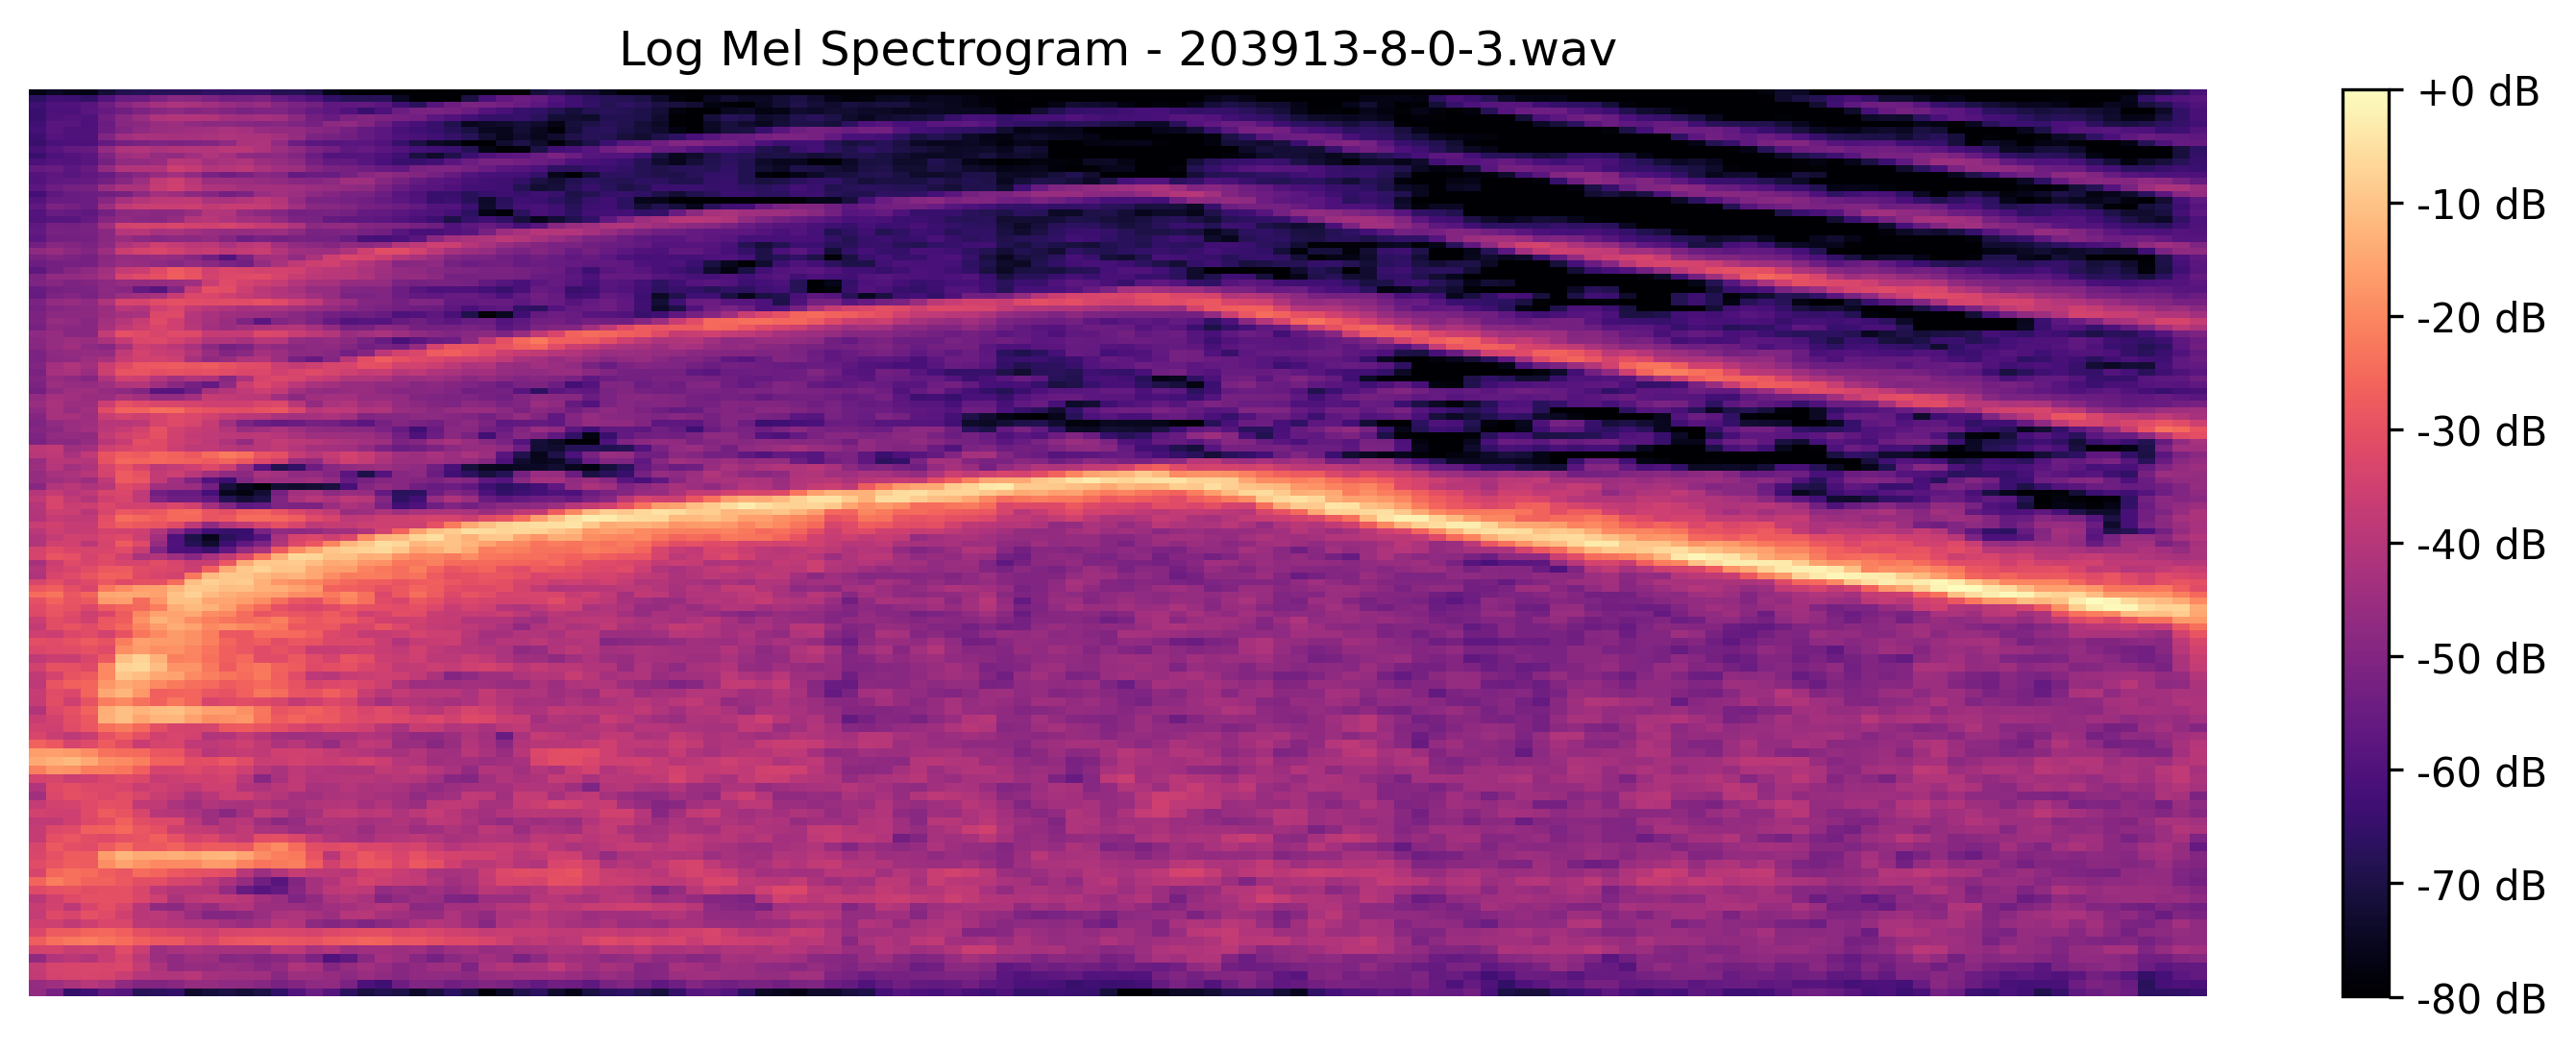 Log Mel Spectrogram - 203913-8-0-3.wav
+0 dB
-10 dB
-20 dB
-30 dB
-40 dB
-50 dB
-60 dB
-70 dB
-80 dB